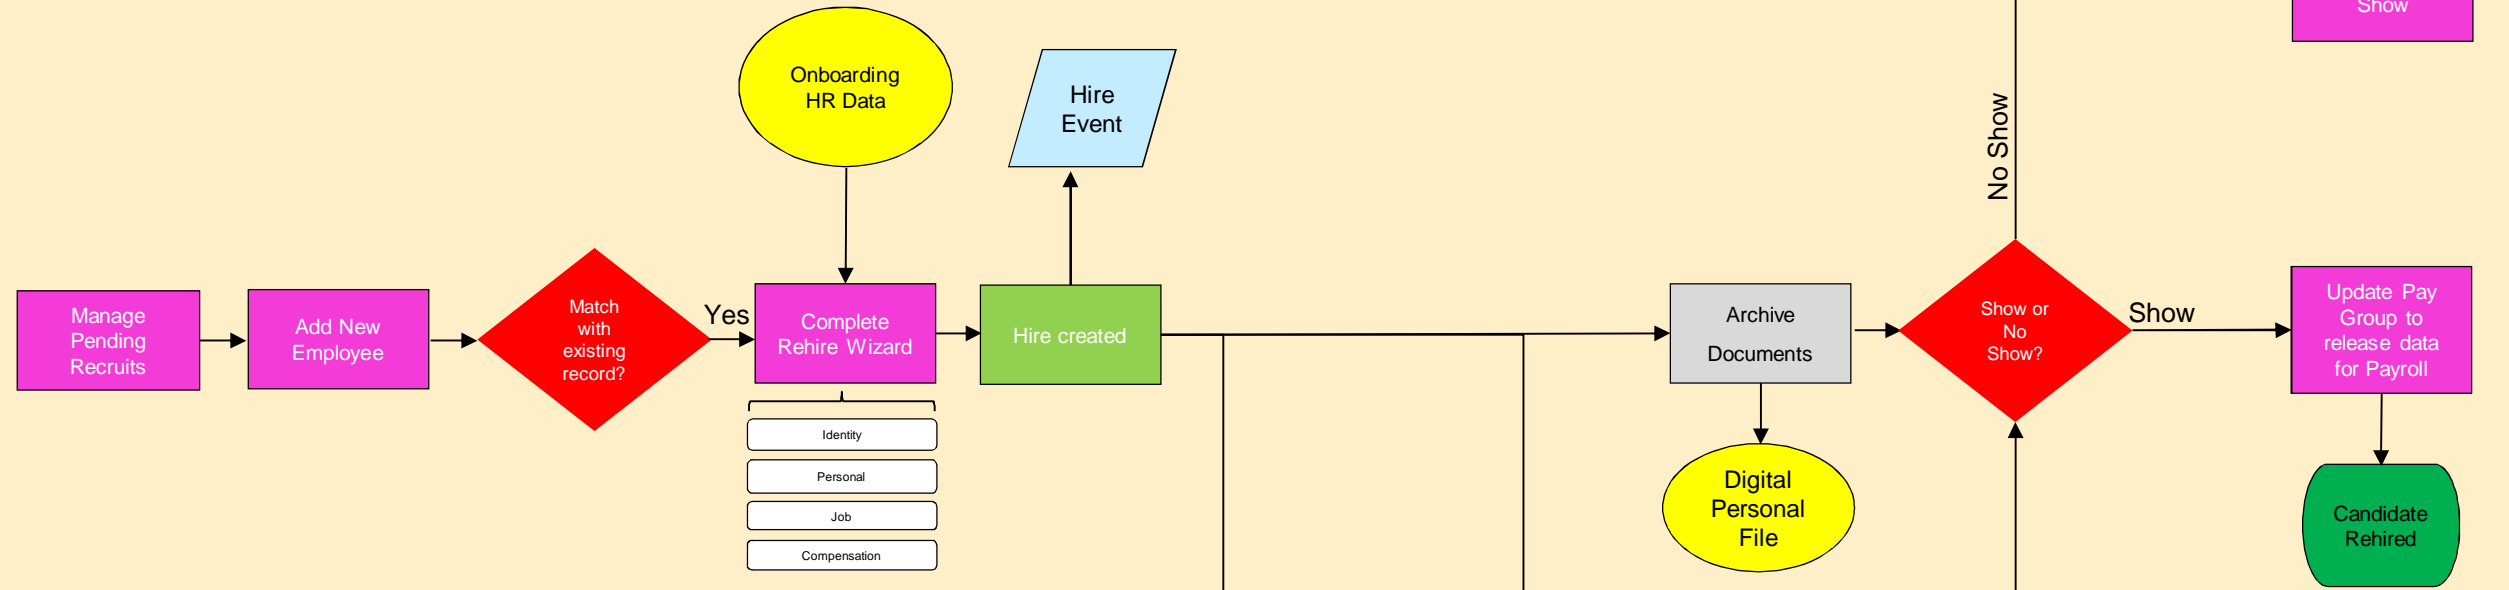 Show
Onboarding
HR Data
Hire
Event
No Show
Manage
Pending
Recruits
Add New
Employee
Match
with
existing
record?
Yes
Complete
Rehire Wizard
Hire created
Archive
Documents
Show or
No
Show?
Show
Update Pay
Group to
release data
for Payroll
Identity
Personal
Job
Compensation
Digital
Personal
File
Candidate
Rehired